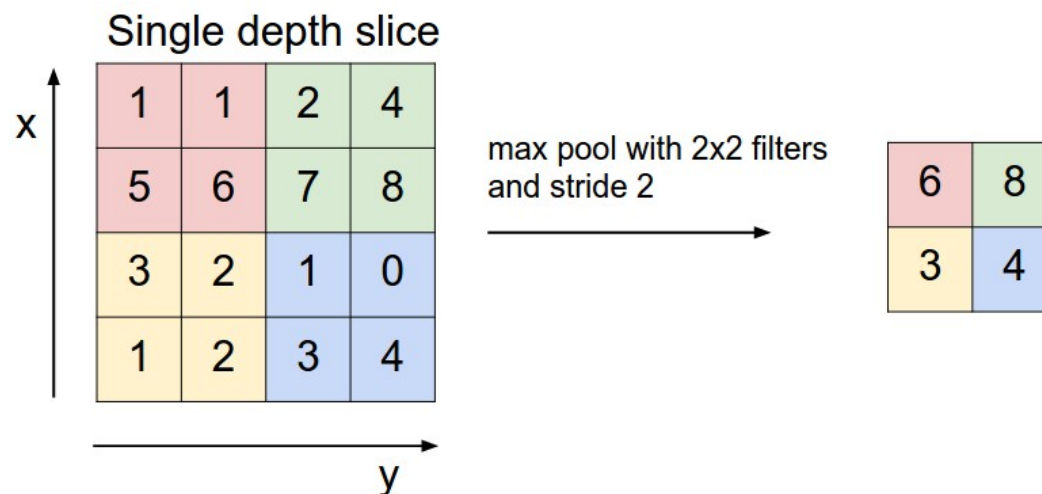 Single depth slice
x
1 1 2 4
5 6 7 8
3 2 1 0
1 2 3 4
y
max pool with 2x2 filters
and stride 2
6 8
3 4